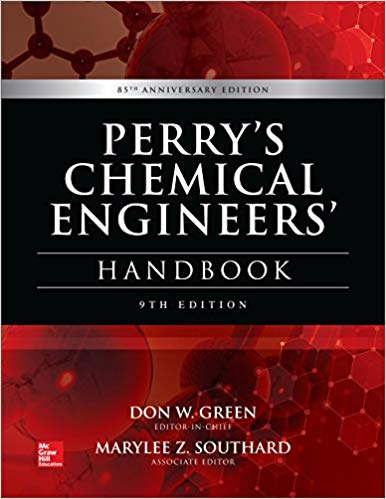 85TH ANNIVERSARY EDITION
PERRY'S
CHEMICAL
ENGINEERS'
HANDBOOK
9TH EDITION
DON W. GREEN
EDITOR-IN-CHIEF
MARYLEE Z. SOUTHARD
ASSOCIATE EDITOR
Mc
Graw
Hill
Education